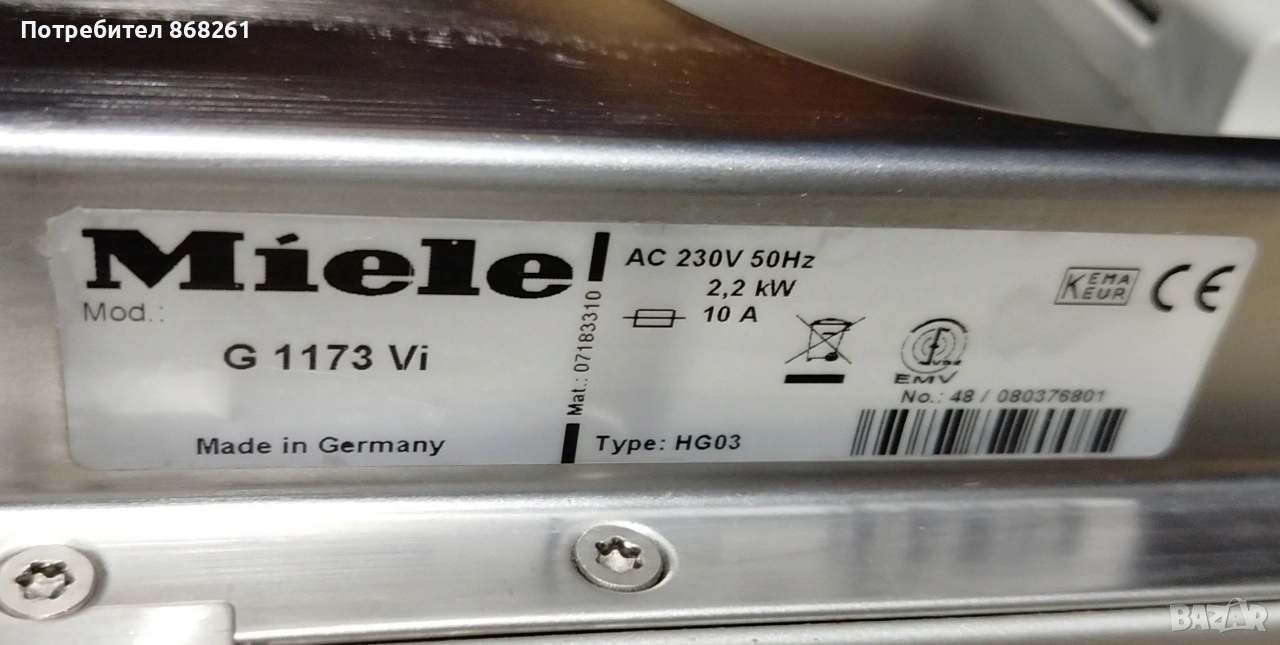 Потребител 868261
Miele
Mod.:
G 1173 Vi
Made in Germany
Mat.: 07183310
AC 230V 50Hz
2,2 kW
10 A
Type: HG03
KEMA
KEUR
CE
VDE
EMV
No.: 48 / 080376801
BAZAR